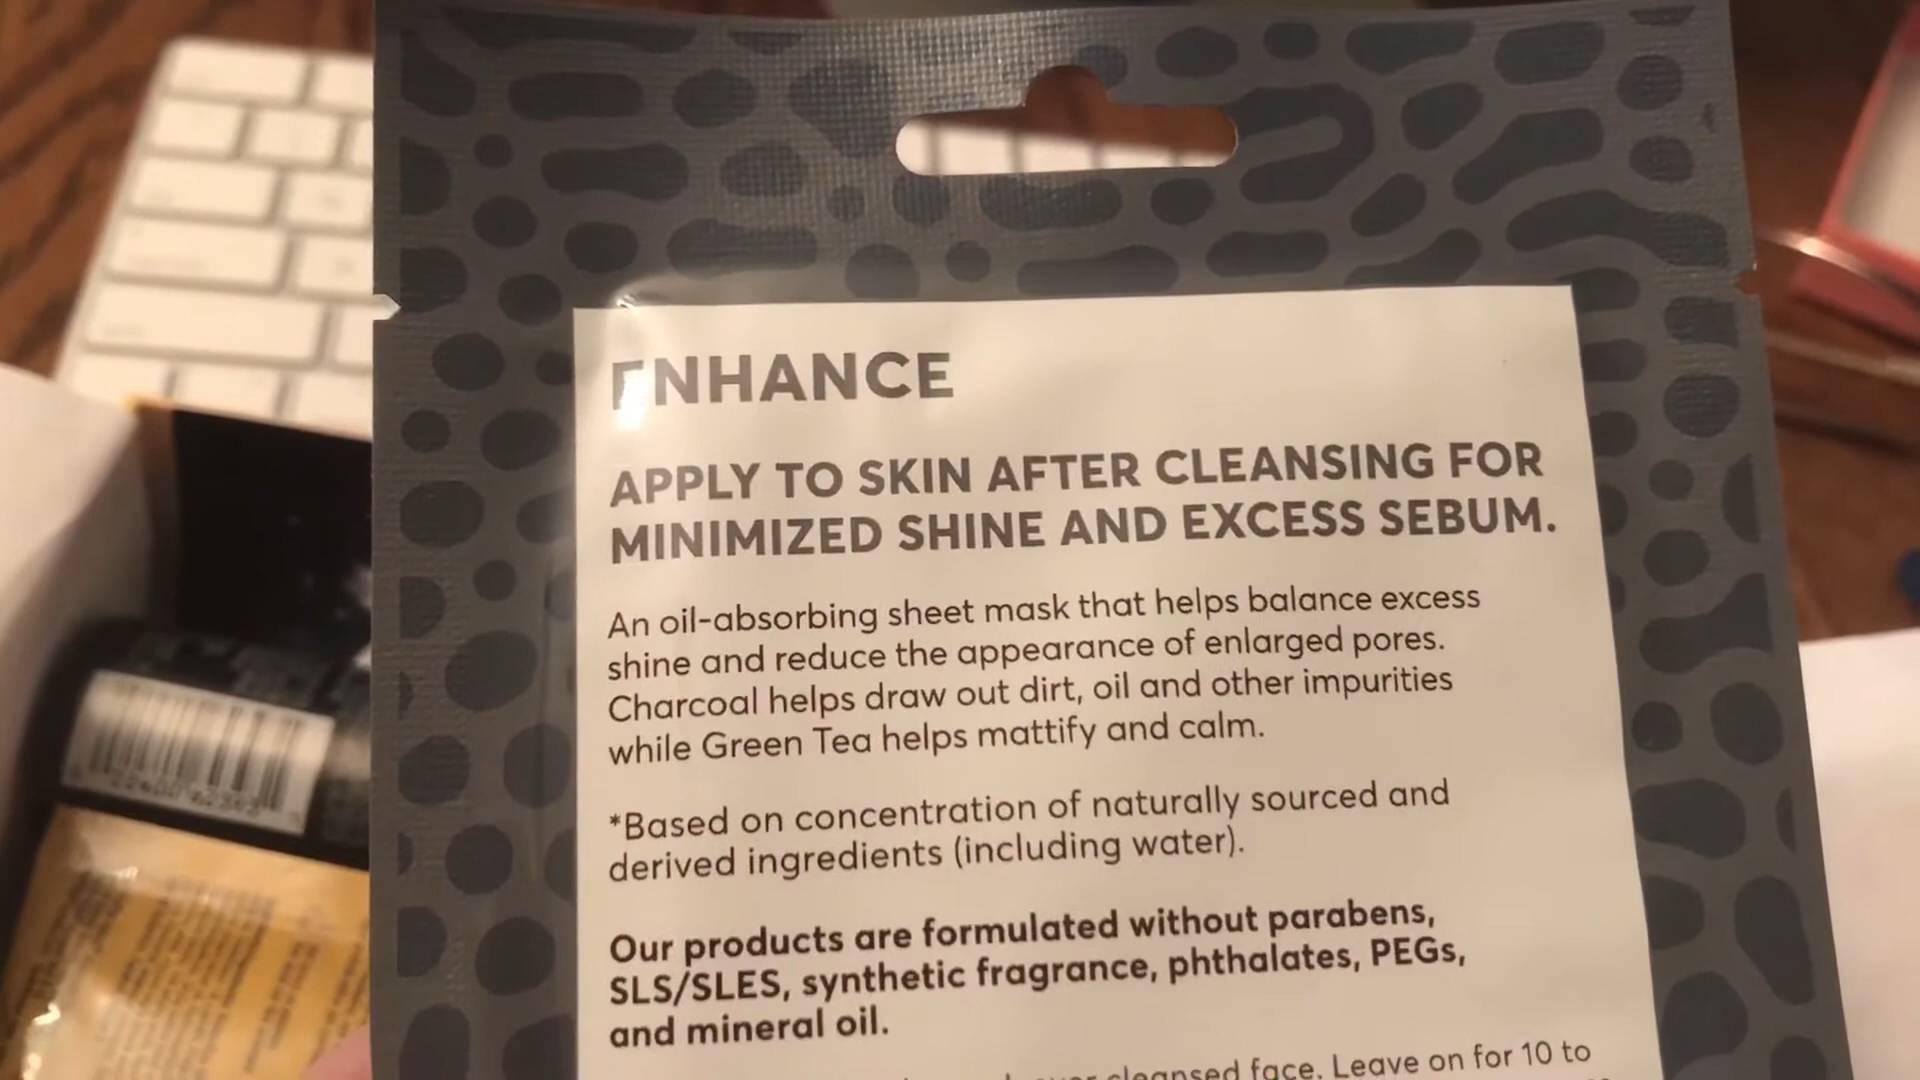 ENHANCE
APPLY TO SKIN AFTER CLEANSING FOR
MINIMIZED SHINE AND EXCESS SEBUM.
An oil-absorbing sheet mask that helps balance excess
shine and reduce the appearance of enlarged pores.
Charcoal helps draw out dirt, oil and other impurities
while Green Tea helps mattify and calm.
*Based on concentration of naturally sourced and
derived ingredients (including water).
Our products are formulated without parabens,
SLS/SLES, synthetic fragrance, phthalates, PEGs,
and mineral oil.
cleansed face. Leave on for 10 to